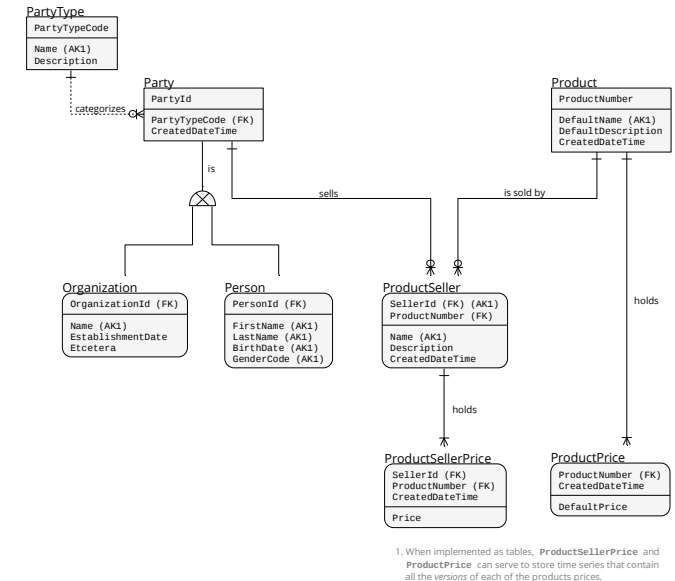 PartyType
PartyTypeCode
Name (AK1)
Description
categorizes
Party
PartyId
PartyTypeCode (FK)
CreatedDateTime
Product
ProductNumber
DefaultName (AK1)
DefaultDescription
CreatedDateTime
is
sells
is sold by
Organization
OrganizationId (FK)
Name (AK1)
EstablishmentDate
Etcetera
Person
PersonId (FK)
FirstName (AK1)
LastName (AK1)
BirthDate (AK1)
GenderCode (AK1)
ProductSeller
SellerId (FK) (AK1)
ProductNumber (FK)
Name (AK1)
Description
CreatedDateTime
holds
holds
ProductSellerPrice
SellerId (FK)
ProductNumber (FK)
CreatedDateTime
Price
ProductPrice
ProductNumber (FK)
CreatedDateTime
DefaultPrice
1. When implemented as tables, ProductSellerPrice and
ProductPrice can serve to store time series that contain
all the versions of each of the products prices.